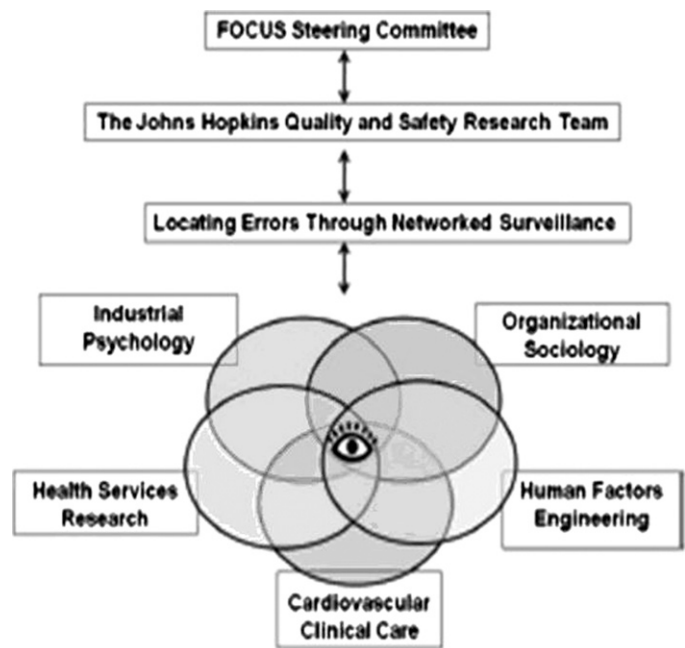 FOCUS Steering Committee
The Johns Hopkins Quality and Safety Research Team
Locating Errors Through Networked Surveillance
Industrial
Psychology
Organizational
Sociology
Health Services
Research
Human Factors
Engineering
Cardiovascular
Clinical Care